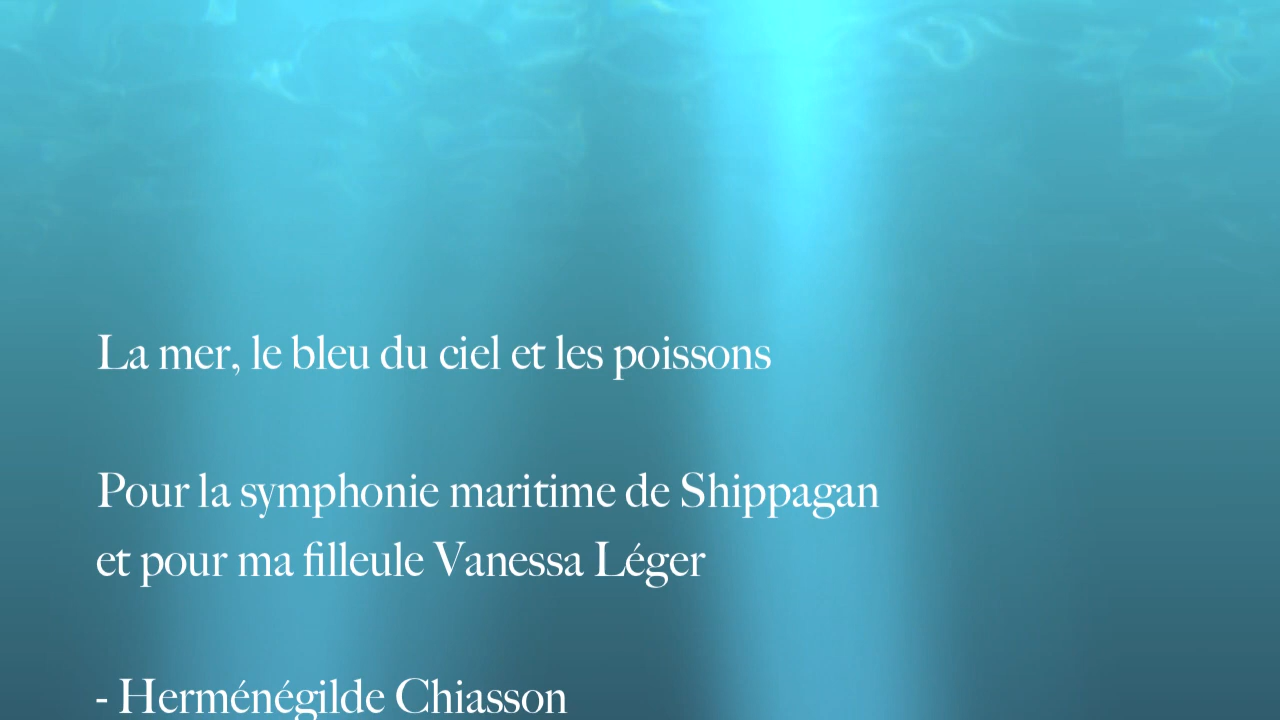 La mer, le bleu du ciel et les poissons
Pour la symphonie maritime de Shippagan
et pour ma filleule Vanessa Léger
- Herménégilde Chiasson